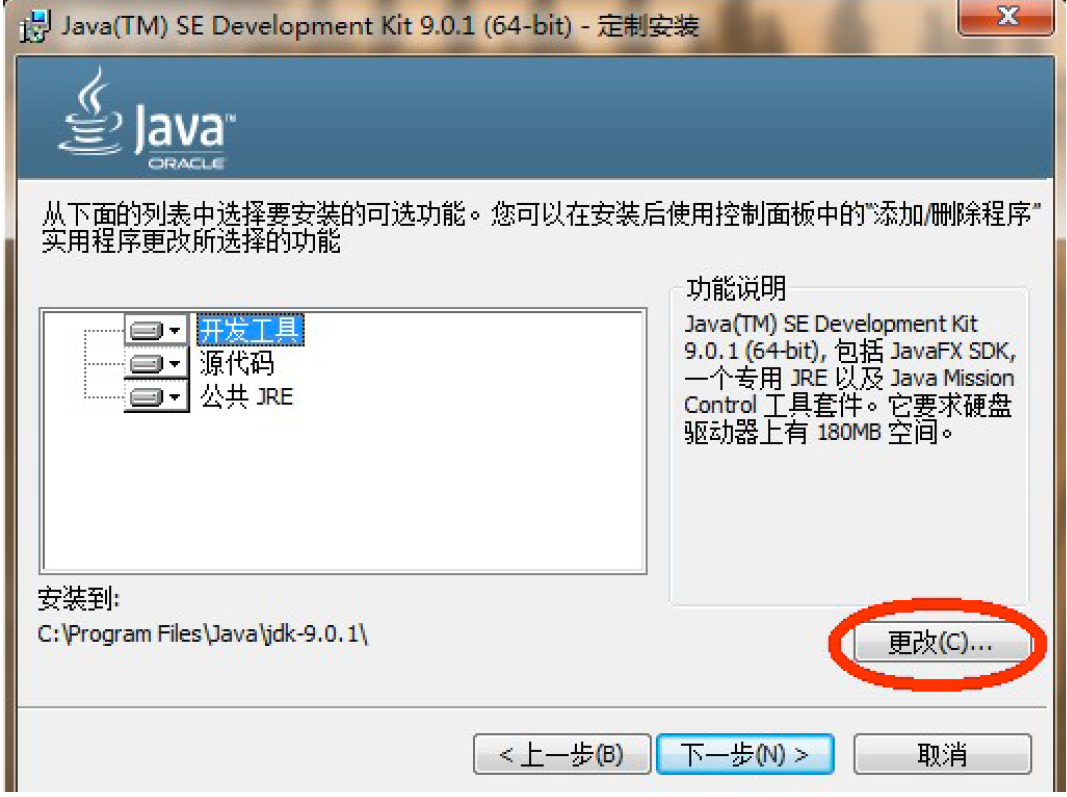 Java(TM) SE Development Kit 9.0.1 (64-bit) - 定制安装
x
Java™
ORACLE
从下面的列表中选择要安装的可选功能。您可以在安装后使用控制面板中的"添加/删除程序"
实用程序更改所选择的功能
开发工具
源代码
公共 JRE
功能说明
Java(TM) SE Development Kit
9.0.1 (64-bit), 包括 JavaFX SDK,
一个专用 JRE 以及 Java Mission
Control 工具套件。它要求硬盘
驱动器上有 180MB 空间。
安装到:
C:\Program Files\Java\jdk-9.0.1\
更改(C)...
< 上一步(B)
下一步(N) >
取消